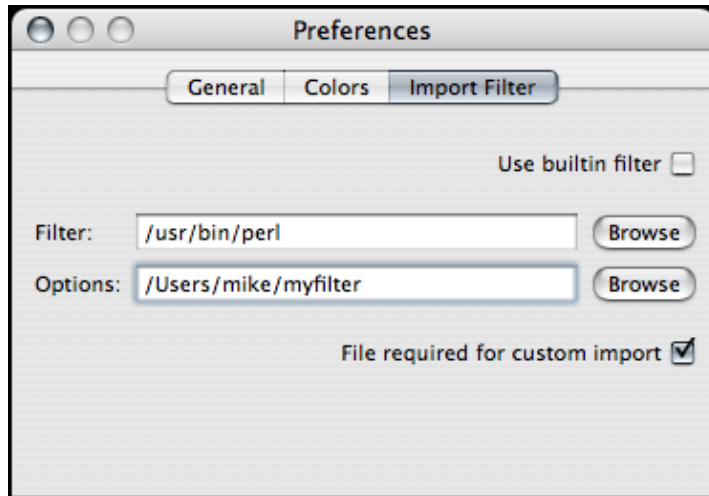 Preferences
General Colors Import Filter
Use builtin filter
Filter: /usr/bin/perl Browse
Options: /Users/mike/myfilter Browse
File required for custom import